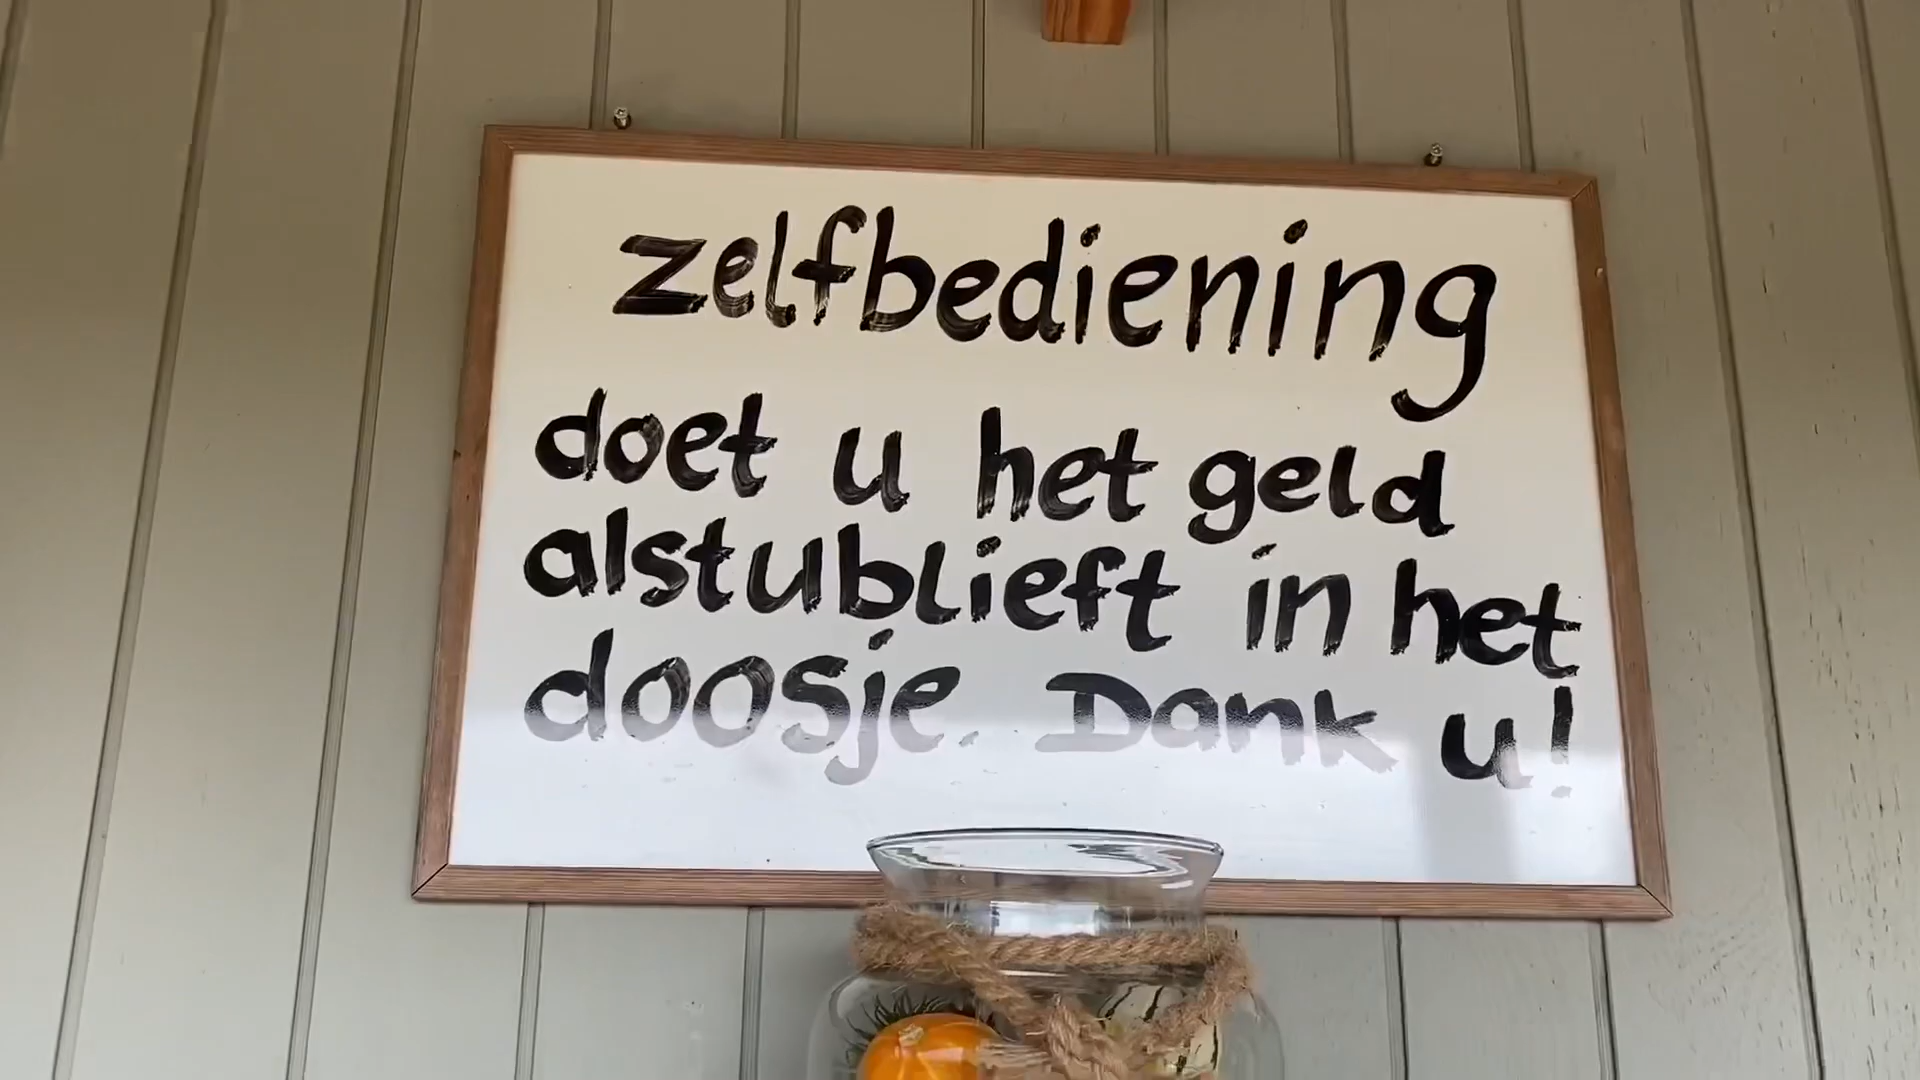 zelfbediening
doet u het geld
alstublieft in het
doosje. Dank u!